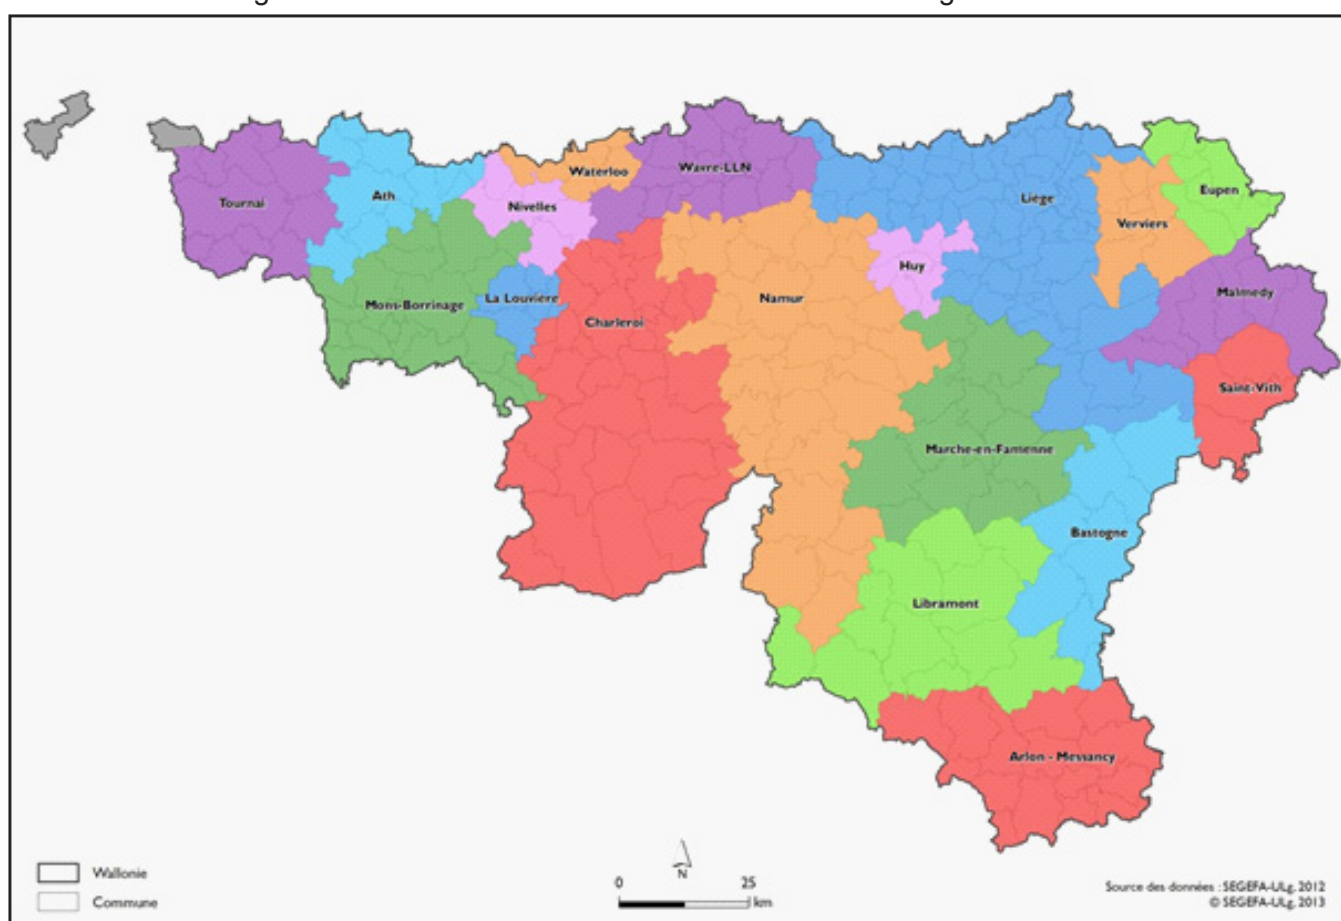 Waterloo
Wavre-LLN
Ath
Tournai
Nivelles
Liège
Eupen
Verviers
Huy
Malmedy
Mons-Borrinage
La Louvière
Namur
Charleroi
Saint-Vith
Marche-en-Famenne
Bastogne
Libramont
Arlon - Messancy
Wallonie
Commune
N
0 25
km
Source des données : SEGEFA-ULg, 2012
© SEGEFA-ULg, 2013